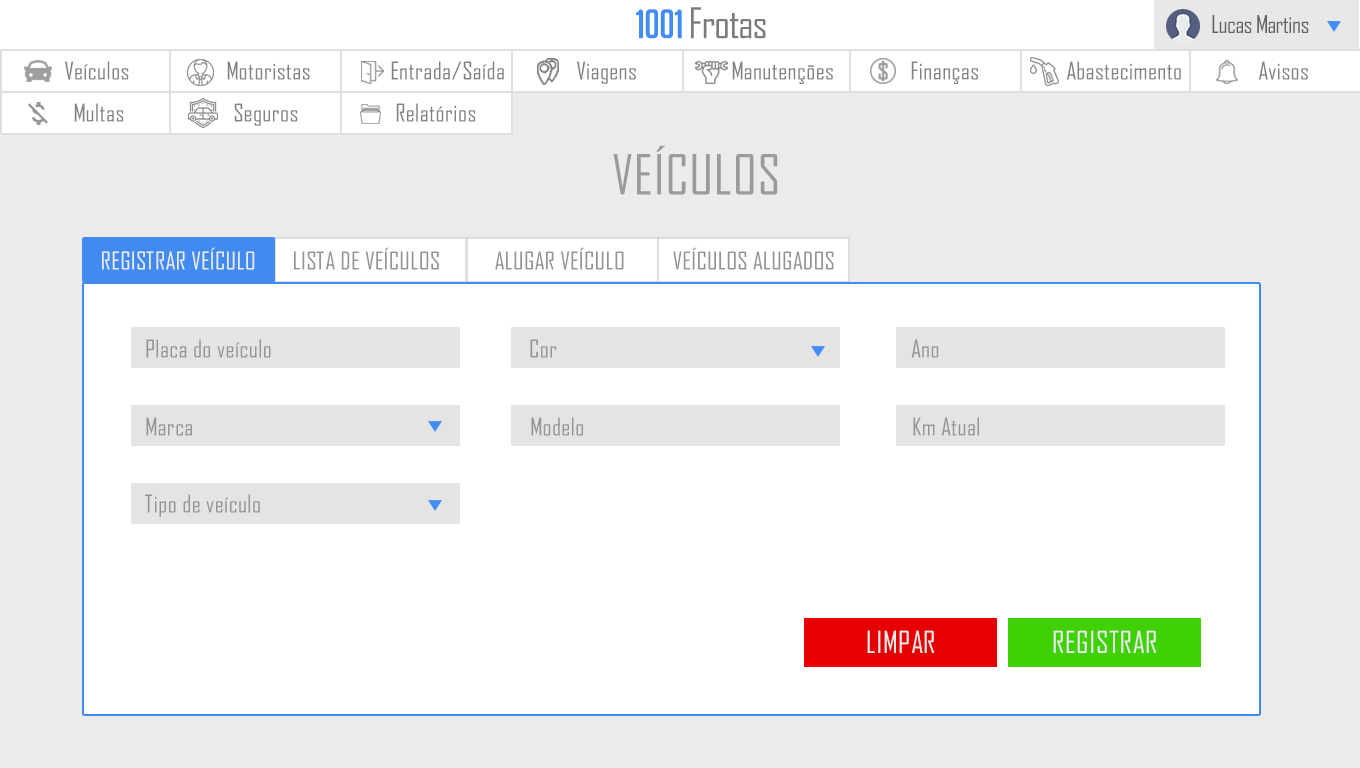 1001 Frotas
Lucas Martins
Veículos Motoristas Entrada/Saída Viagens Manutenções Finanças Abastecimento Avisos
Multas Seguros Relatórios
VEÍCULOS
REGISTRAR VEÍCULO LISTA DE VEÍCULOS ALUGAR VEÍCULO VEÍCULOS ALUGADOS
Placa do veículo Cor Ano
Marca Modelo Km Atual
Tipo de veículo
LIMPAR REGISTRAR